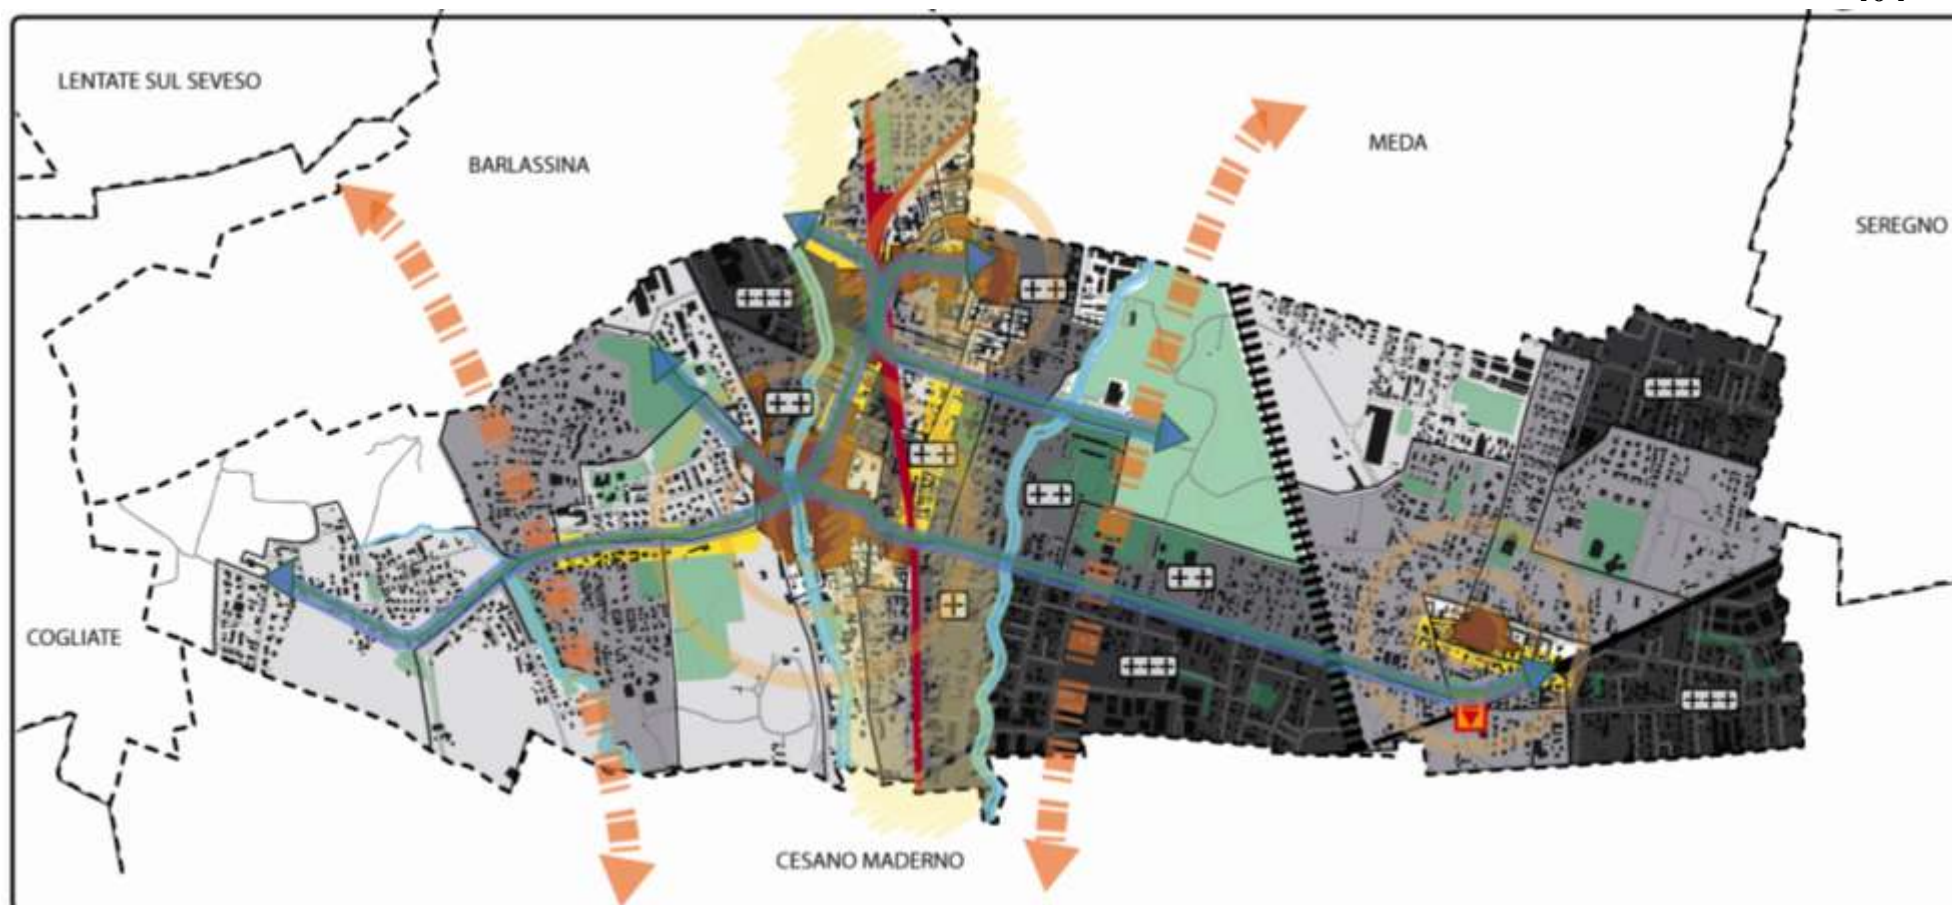 LENTATE SUL SEVESO
BARLASSINA
MEDA
SEREGNO
COGLIATE
CESANO MADERNO